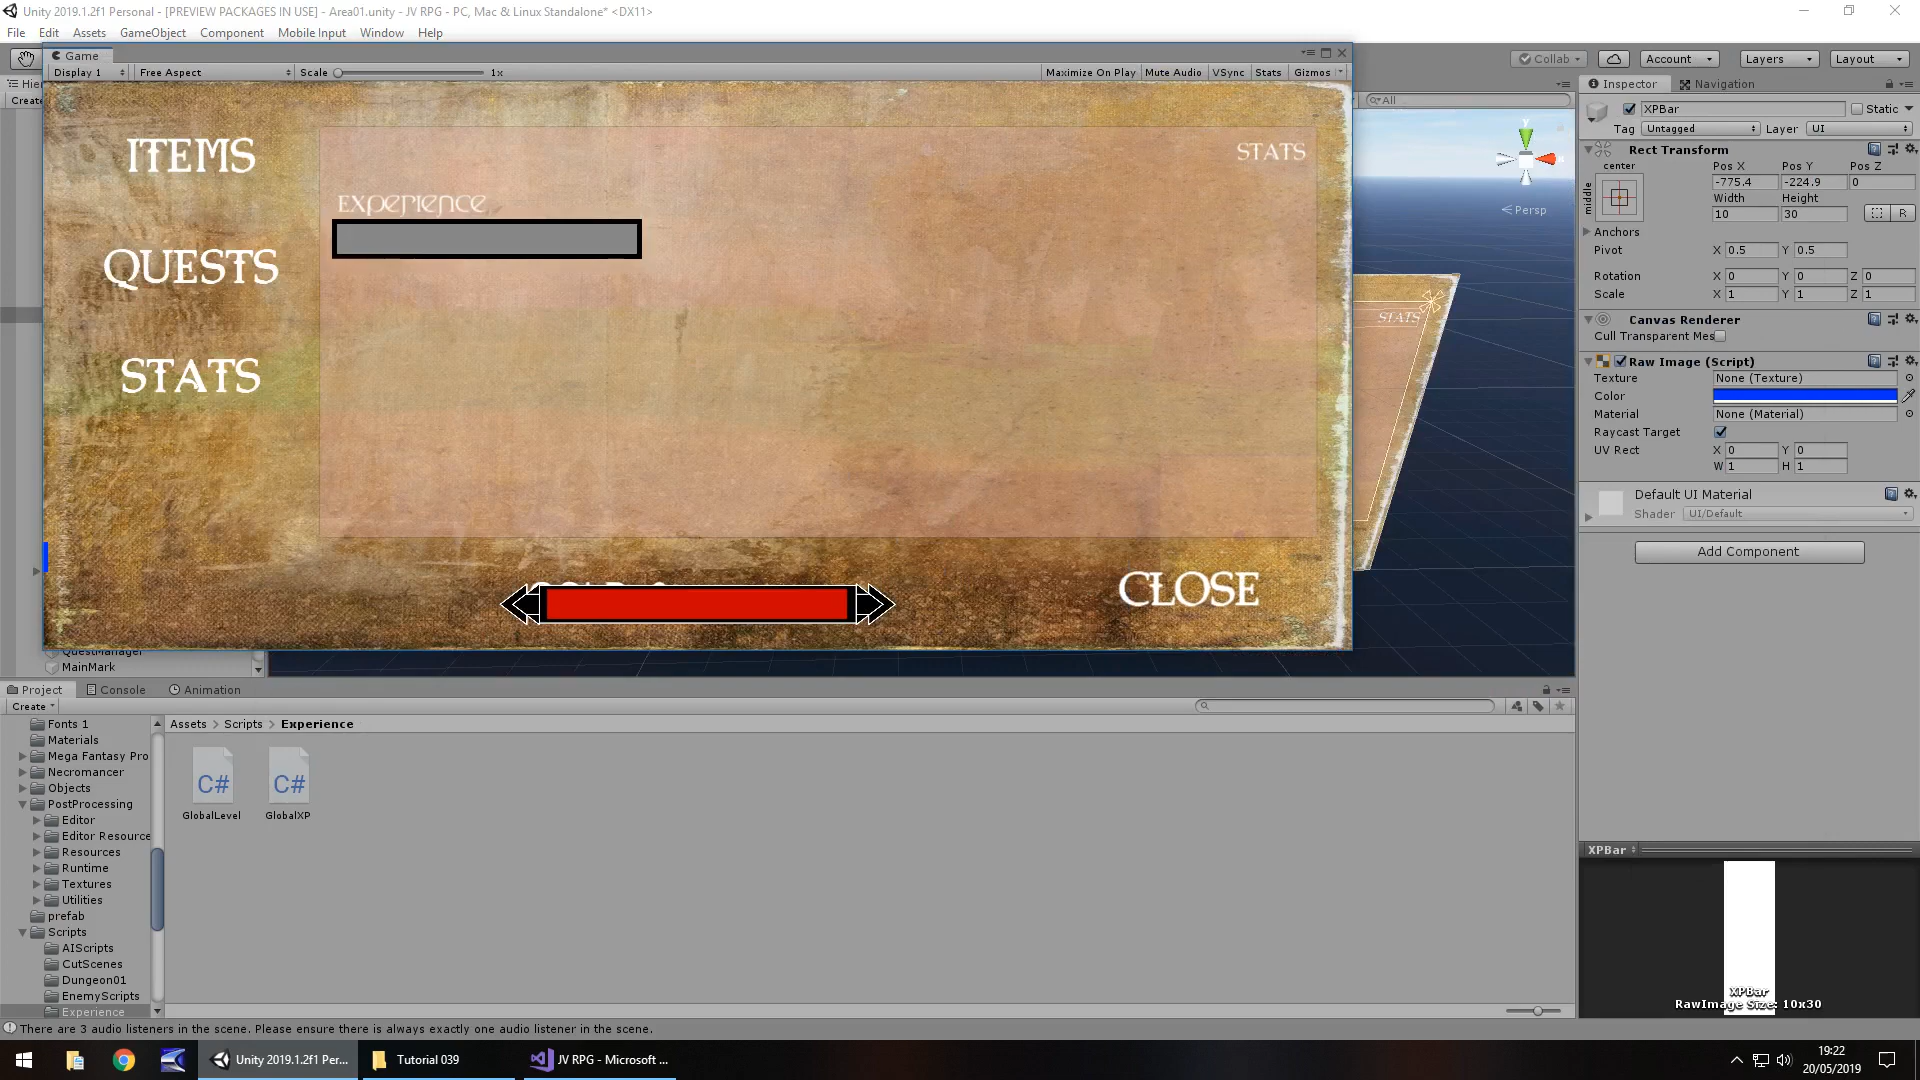 Unity 2019.1.2f1 Personal - [PREVIEW PACKAGES IN USE] - Area01.unity - JV RPG - PC, Mac & Linux Standalone* <DX11>
File Edit Assets GameObject Component Mobile Input Window Help
Collab Account Layers Layout
Game
Display 1 Free Aspect Scale 1x Maximize On Play Mute Audio VSync Stats Gizmos
Hie
Create
All
ITEMS
QUESTS
STATS
STATS
Experience
CLOSE
y
Persp
STATS
QuestManager
MainMark
Inspector Navigation
XPBar Static
Tag Untagged Layer UI
Rect Transform
center
middle
Pos X Pos Y Pos Z
-775.4 -224.9 0
Width Height
10 30 R
Anchors
Pivot X 0.5 Y 0.5
Rotation X 0 Y 0 Z 0
Scale X 1 Y 1 Z 1
Canvas Renderer
Cull Transparent Mes
Raw Image (Script)
Texture None (Texture)
Color
Material None (Material)
Raycast Target
UV Rect X 0 Y 0
W 1 H 1
Default UI Material
Shader UI/Default
Add Component
XPBar
XPBar
RawImage Size: 10x30
Project Console Animation
Create
Fonts 1
Materials
Mega Fantasy Pro
Necromancer
Objects
PostProcessing
Editor
Editor Resource
Resources
Runtime
Textures
Utilities
prefab
Scripts
AIScripts
CutScenes
Dungeon01
EnemyScripts
Experience
Assets > Scripts > Experience
C# C#
GlobalLevel GlobalXP
There are 3 audio listeners in the scene. Please ensure there is always exactly one audio listener in the scene.
Unity 2019.1.2f1 Per... Tutorial 039 JV RPG - Microsoft ...
19:22
20/05/2019